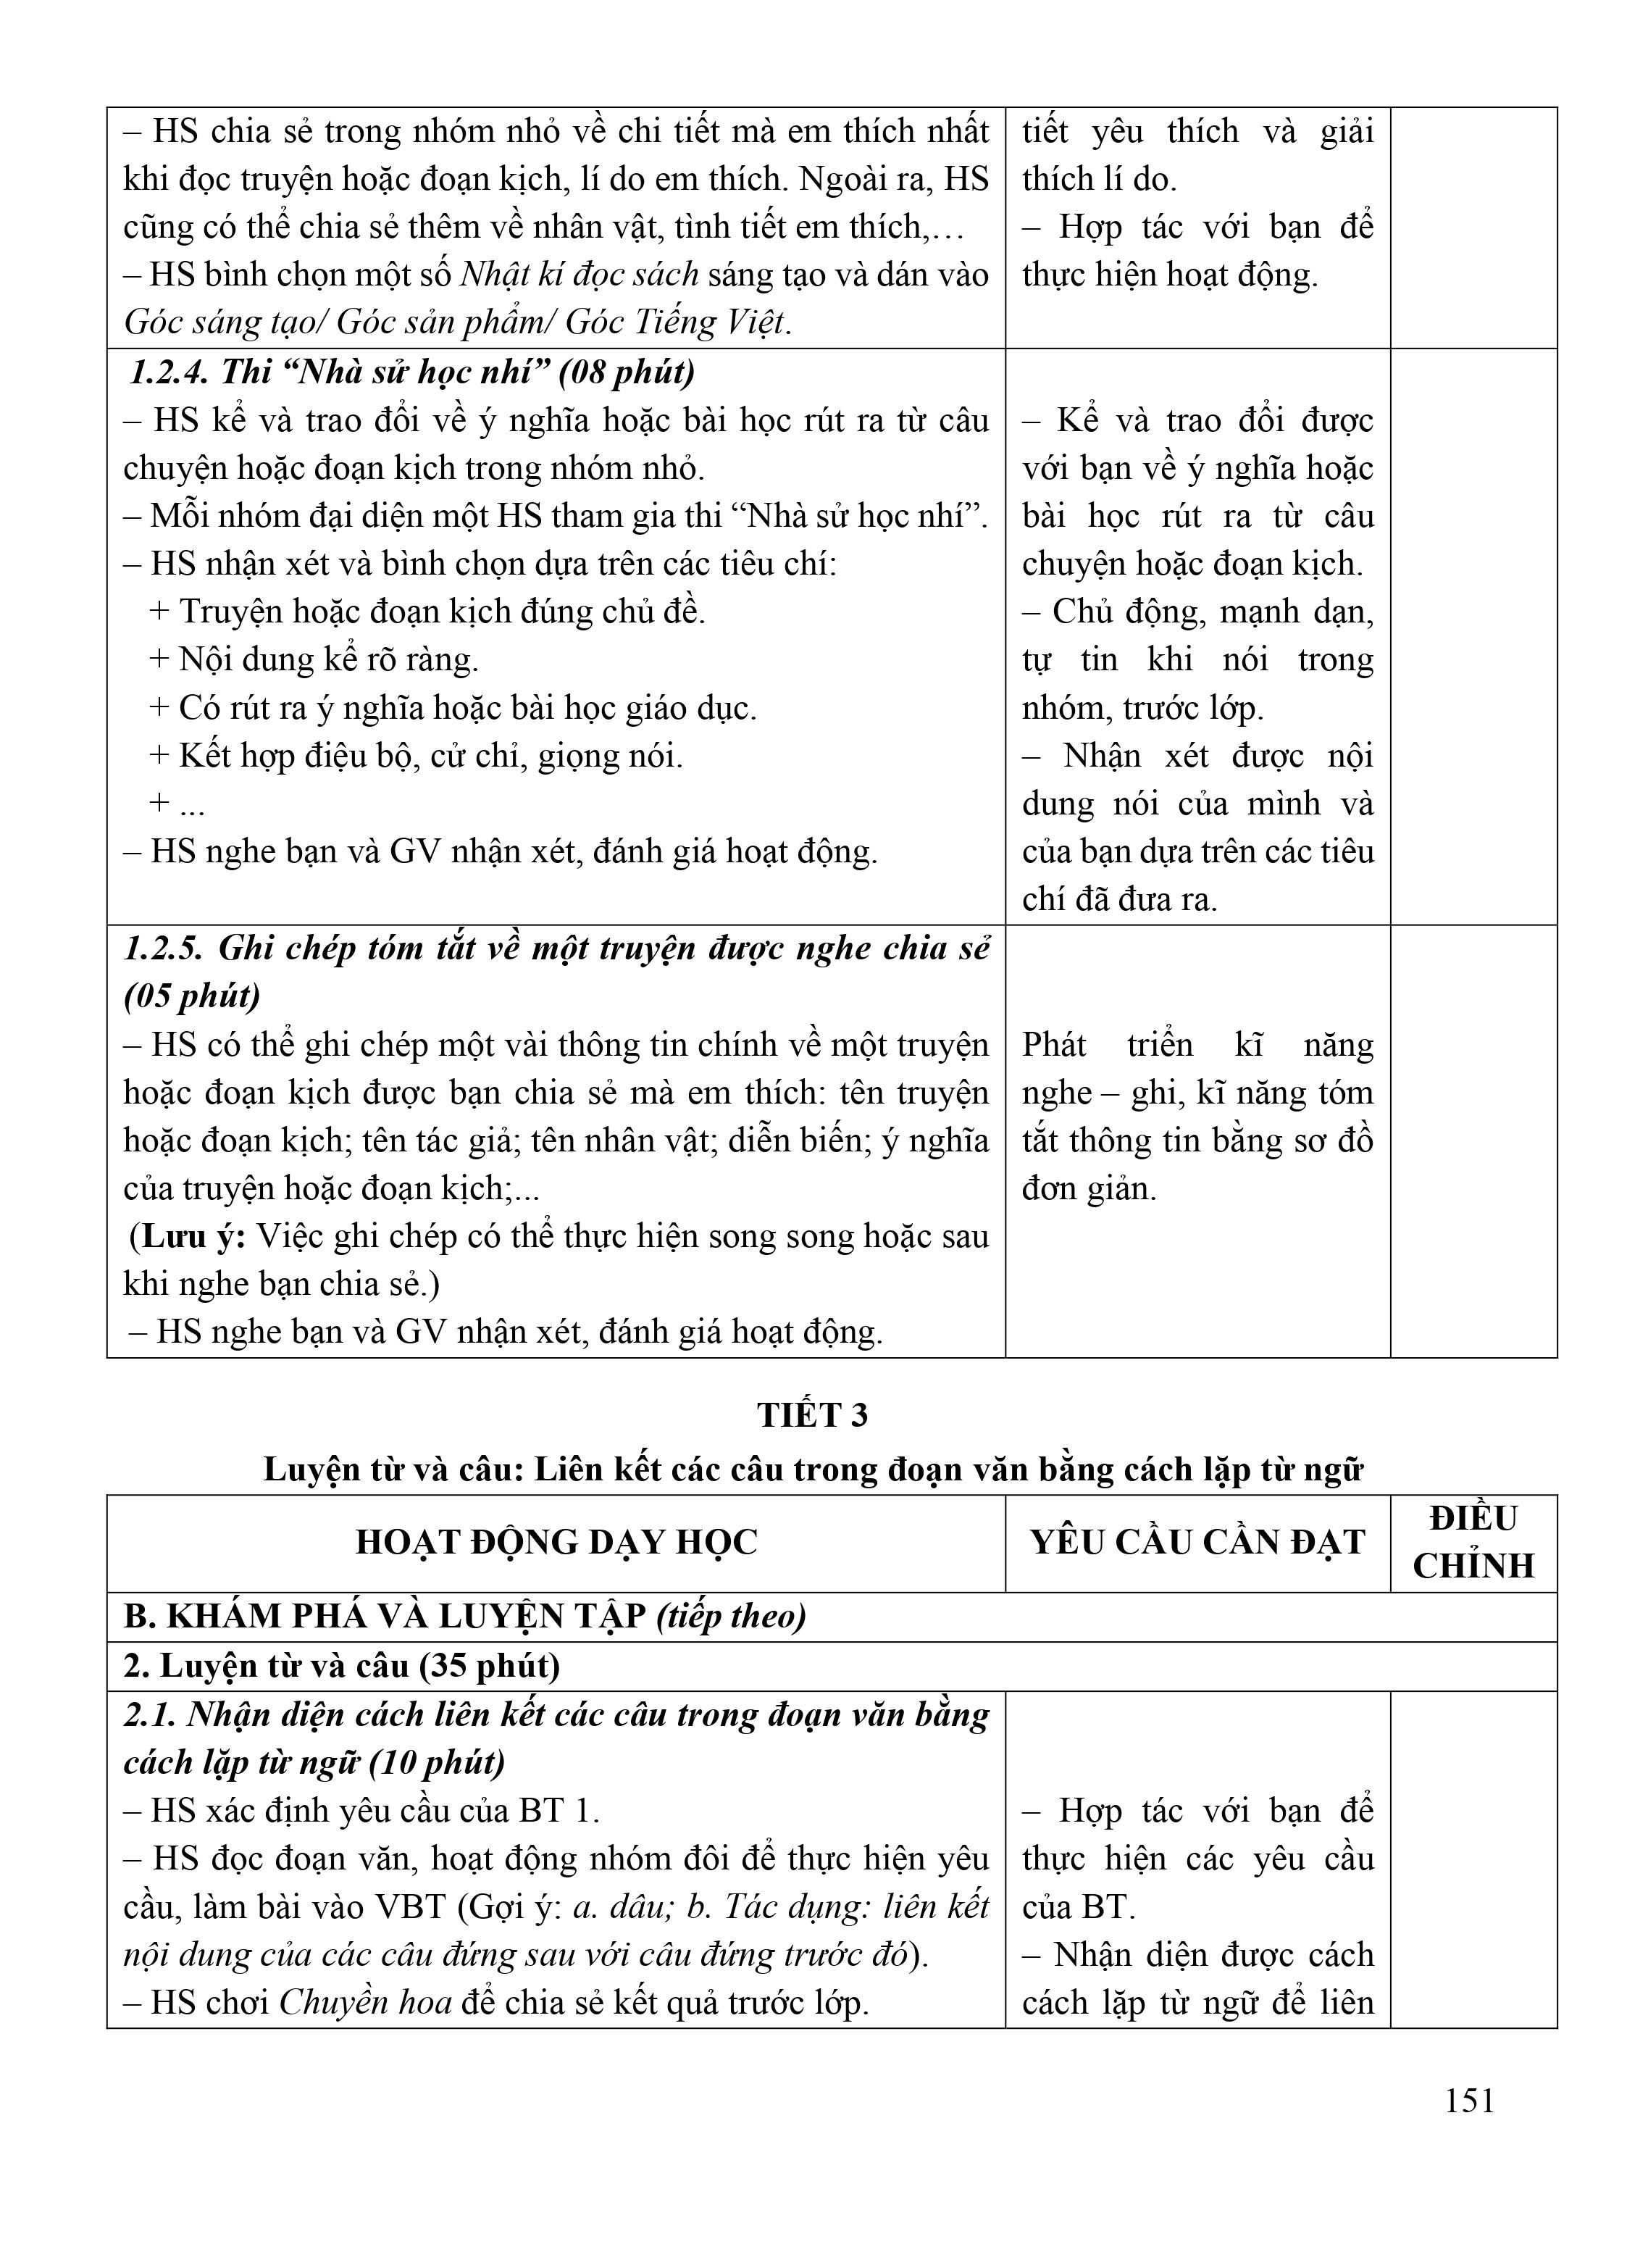 – HS chia sẻ trong nhóm nhỏ về chi tiết mà em thích nhất
khi đọc truyện hoặc đoạn kịch, lí do em thích. Ngoài ra, HS
cũng có thể chia sẻ thêm về nhân vật, tình tiết em thích,…
– HS bình chọn một số Nhật kí đọc sách sáng tạo và dán vào
Góc sáng tạo/ Góc sản phẩm/ Góc Tiếng Việt.
tiết yêu thích và giải
thích lí do.
– Hợp tác với bạn để
thực hiện hoạt động.
1.2.4. Thi “Nhà sử học nhí” (08 phút)
– HS kể và trao đổi về ý nghĩa hoặc bài học rút ra từ câu
chuyện hoặc đoạn kịch trong nhóm nhỏ.
– Mỗi nhóm đại diện một HS tham gia thi “Nhà sử học nhí”.
– HS nhận xét và bình chọn dựa trên các tiêu chí:
+ Truyện hoặc đoạn kịch đúng chủ đề.
+ Nội dung kể rõ ràng.
+ Có rút ra ý nghĩa hoặc bài học giáo dục.
+ Kết hợp điệu bộ, cử chỉ, giọng nói.
+ ...
– HS nghe bạn và GV nhận xét, đánh giá hoạt động.
– Kể và trao đổi được
với bạn về ý nghĩa hoặc
bài học rút ra từ câu
chuyện hoặc đoạn kịch.
– Chủ động, mạnh dạn,
tự tin khi nói trong
nhóm, trước lớp.
– Nhận xét được nội
dung nói của mình và
của bạn dựa trên các tiêu
chí đã đưa ra.
1.2.5. Ghi chép tóm tắt về một truyện được nghe chia sẻ
(05 phút)
– HS có thể ghi chép một vài thông tin chính về một truyện
hoặc đoạn kịch được bạn chia sẻ mà em thích: tên truyện
hoặc đoạn kịch; tên tác giả; tên nhân vật; diễn biến; ý nghĩa
của truyện hoặc đoạn kịch;...
(Lưu ý: Việc ghi chép có thể thực hiện song song hoặc sau
khi nghe bạn chia sẻ.)
– HS nghe bạn và GV nhận xét, đánh giá hoạt động.
Phát triển kĩ năng
nghe – ghi, kĩ năng tóm
tắt thông tin bằng sơ đồ
đơn giản.
TIẾT 3
Luyện từ và câu: Liên kết các câu trong đoạn văn bằng cách lặp từ ngữ
HOẠT ĐỘNG DẠY HỌC
YÊU CẦU CẦN ĐẠT
ĐIỀU
CHỈNH
B. KHÁM PHÁ VÀ LUYỆN TẬP (tiếp theo)
2. Luyện từ và câu (35 phút)
2.1. Nhận diện cách liên kết các câu trong đoạn văn bằng
cách lặp từ ngữ (10 phút)
– HS xác định yêu cầu của BT 1.
– HS đọc đoạn văn, hoạt động nhóm đôi để thực hiện yêu
cầu, làm bài vào VBT (Gợi ý: a. dâu; b. Tác dụng: liên kết
nội dung của các câu đứng sau với câu đứng trước đó).
– HS chơi Chuyền hoa để chia sẻ kết quả trước lớp.
– Hợp tác với bạn để
thực hiện các yêu cầu
của BT.
– Nhận diện được cách
cách lặp từ ngữ để liên
151